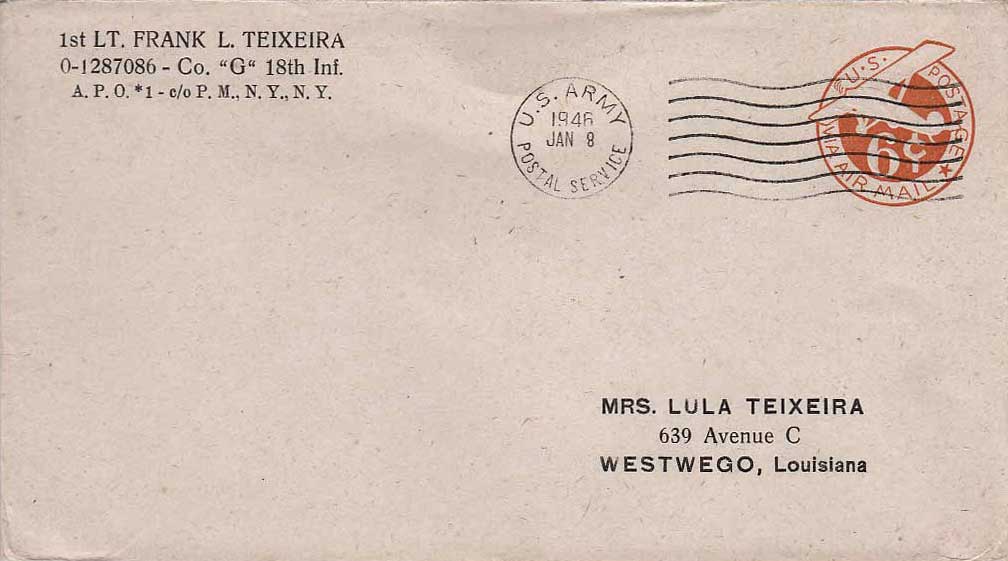 1st LT. FRANK L. TEIXEIRA
0-1287086 - Co. "G" 18th Inf.
A. P. O. *1 - c/o P. M., N. Y., N. Y.
U.S. ARMY
1946
JAN 8
POSTAL SERVICE
U.S. POSTAGE
6¢
VIA AIR MAIL
MRS. LULA TEIXEIRA
639 Avenue C
WESTWEGO, Louisiana